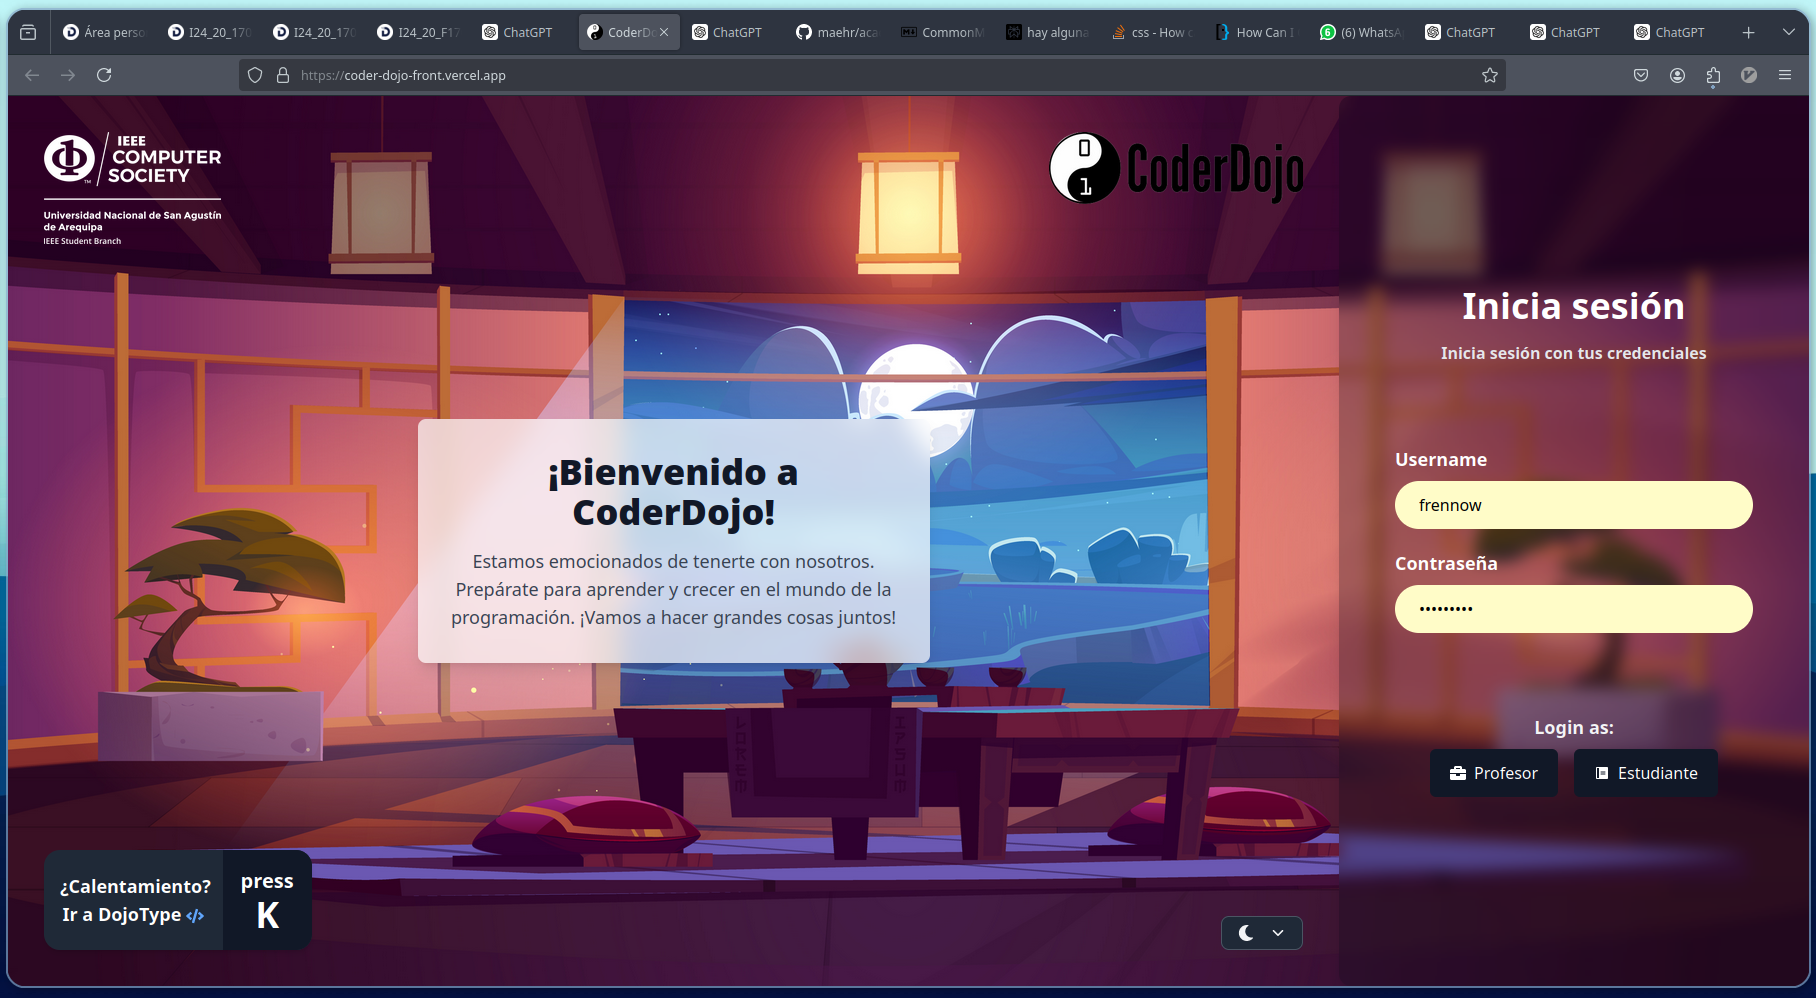 Área perso
I24_20_170
I24_20_170
I24_20_F17
ChatGPT
CoderDo
ChatGPT
maehr/aca
CommonM
hay alguna
css - How c
How Can I
(6) WhatsA
ChatGPT
ChatGPT
ChatGPT
https://coder-dojo-front.vercel.app
IEEE
COMPUTER
SOCIETY
TM
Universidad Nacional de San Agustín
de Arequipa
IEEE Student Branch
0
1
CoderDojo
Inicia sesión
Inicia sesión con tus credenciales
¡Bienvenido a
CoderDojo!
Estamos emocionados de tenerte con nosotros.
Prepárate para aprender y crecer en el mundo de la
programación. ¡Vamos a hacer grandes cosas juntos!
Username
frennow
Contraseña
•••••••••
Login as:
Profesor
Estudiante
¿Calentamiento?
Ir a DojoType </>
press
K